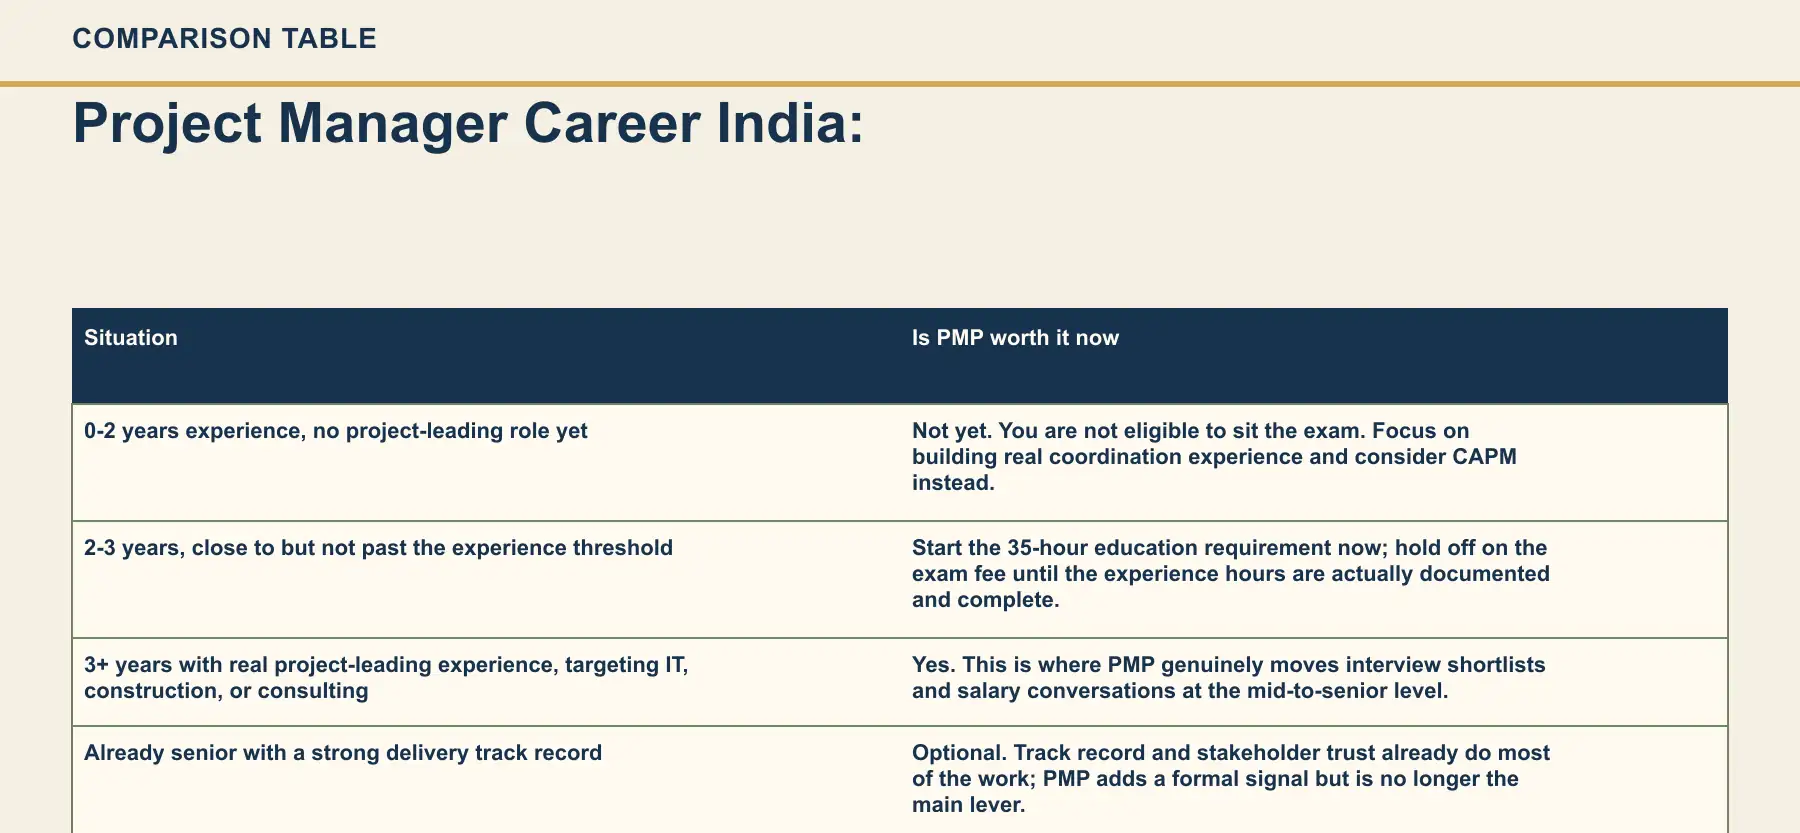 COMPARISON TABLE
Project Manager Career India:
Situation
Is PMP worth it now
0-2 years experience, no project-leading role yet
Not yet. You are not eligible to sit the exam. Focus on
building real coordination experience and consider CAPM
instead.
2-3 years, close to but not past the experience threshold
Start the 35-hour education requirement now; hold off on the
exam fee until the experience hours are actually documented
and complete.
3+ years with real project-leading experience, targeting IT,
construction, or consulting
Yes. This is where PMP genuinely moves interview shortlists
and salary conversations at the mid-to-senior level.
Already senior with a strong delivery track record
Optional. Track record and stakeholder trust already do most
of the work; PMP adds a formal signal but is no longer the
main lever.